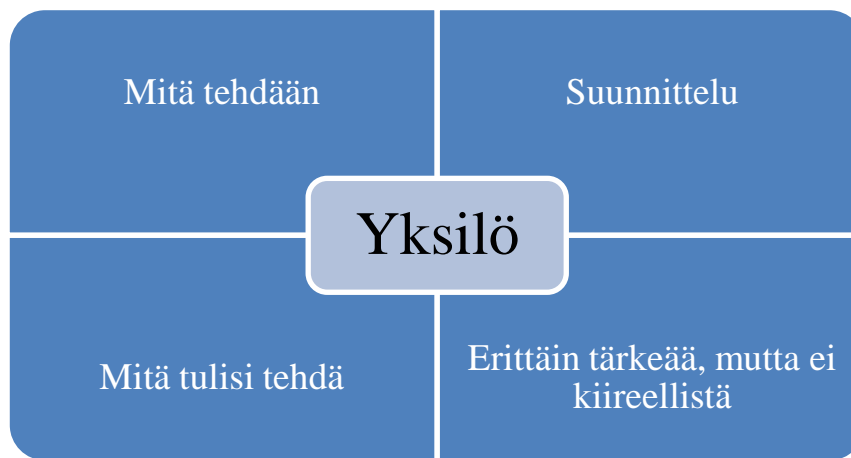 Mitä tehdään
Suunnittelu
Yksilö
Mitä tulisi tehdä
Erittäin tärkeää, mutta ei
kiireellistä